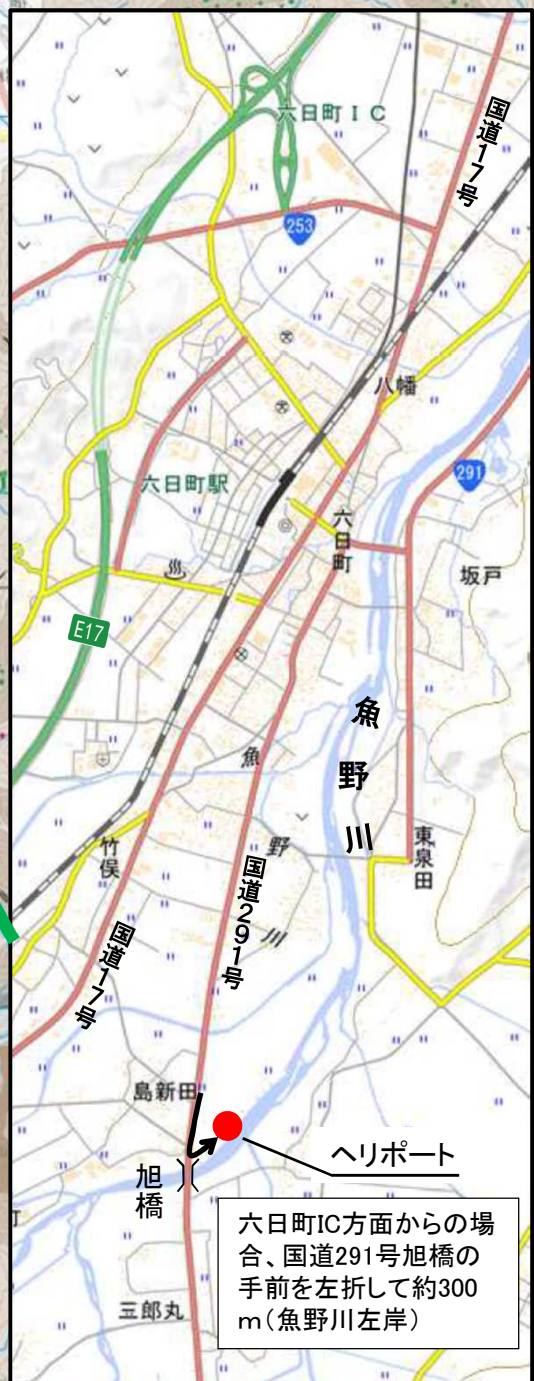 六日町IC
国道17号
253
八幡
291
六日町駅
六日町
坂戸
E17
魚野川
魚野川
東泉田
竹俣
国道291号
国道17号
島新田
ヘリポート
旭橋
六日町IC方面からの場
合、国道291号旭橋の
手前を左折して約300
m(魚野川左岸)
三郎丸